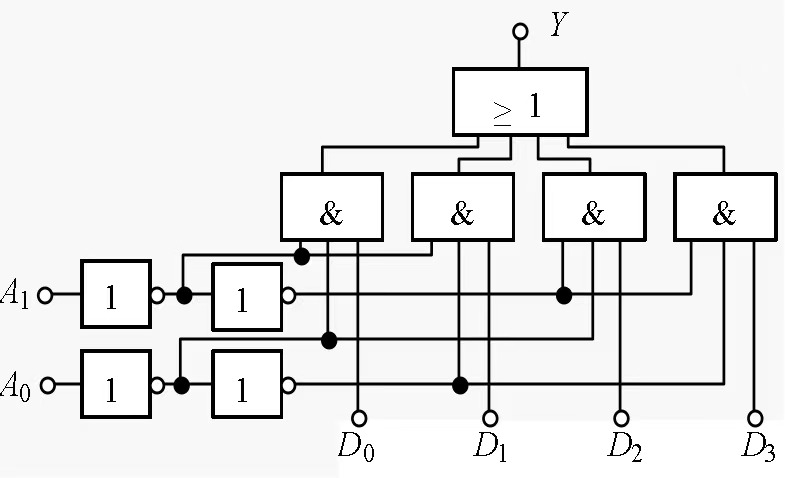 Y
≥ 1
& & & &
A1 1 1
A0 1 1
D0 D1 D2 D3